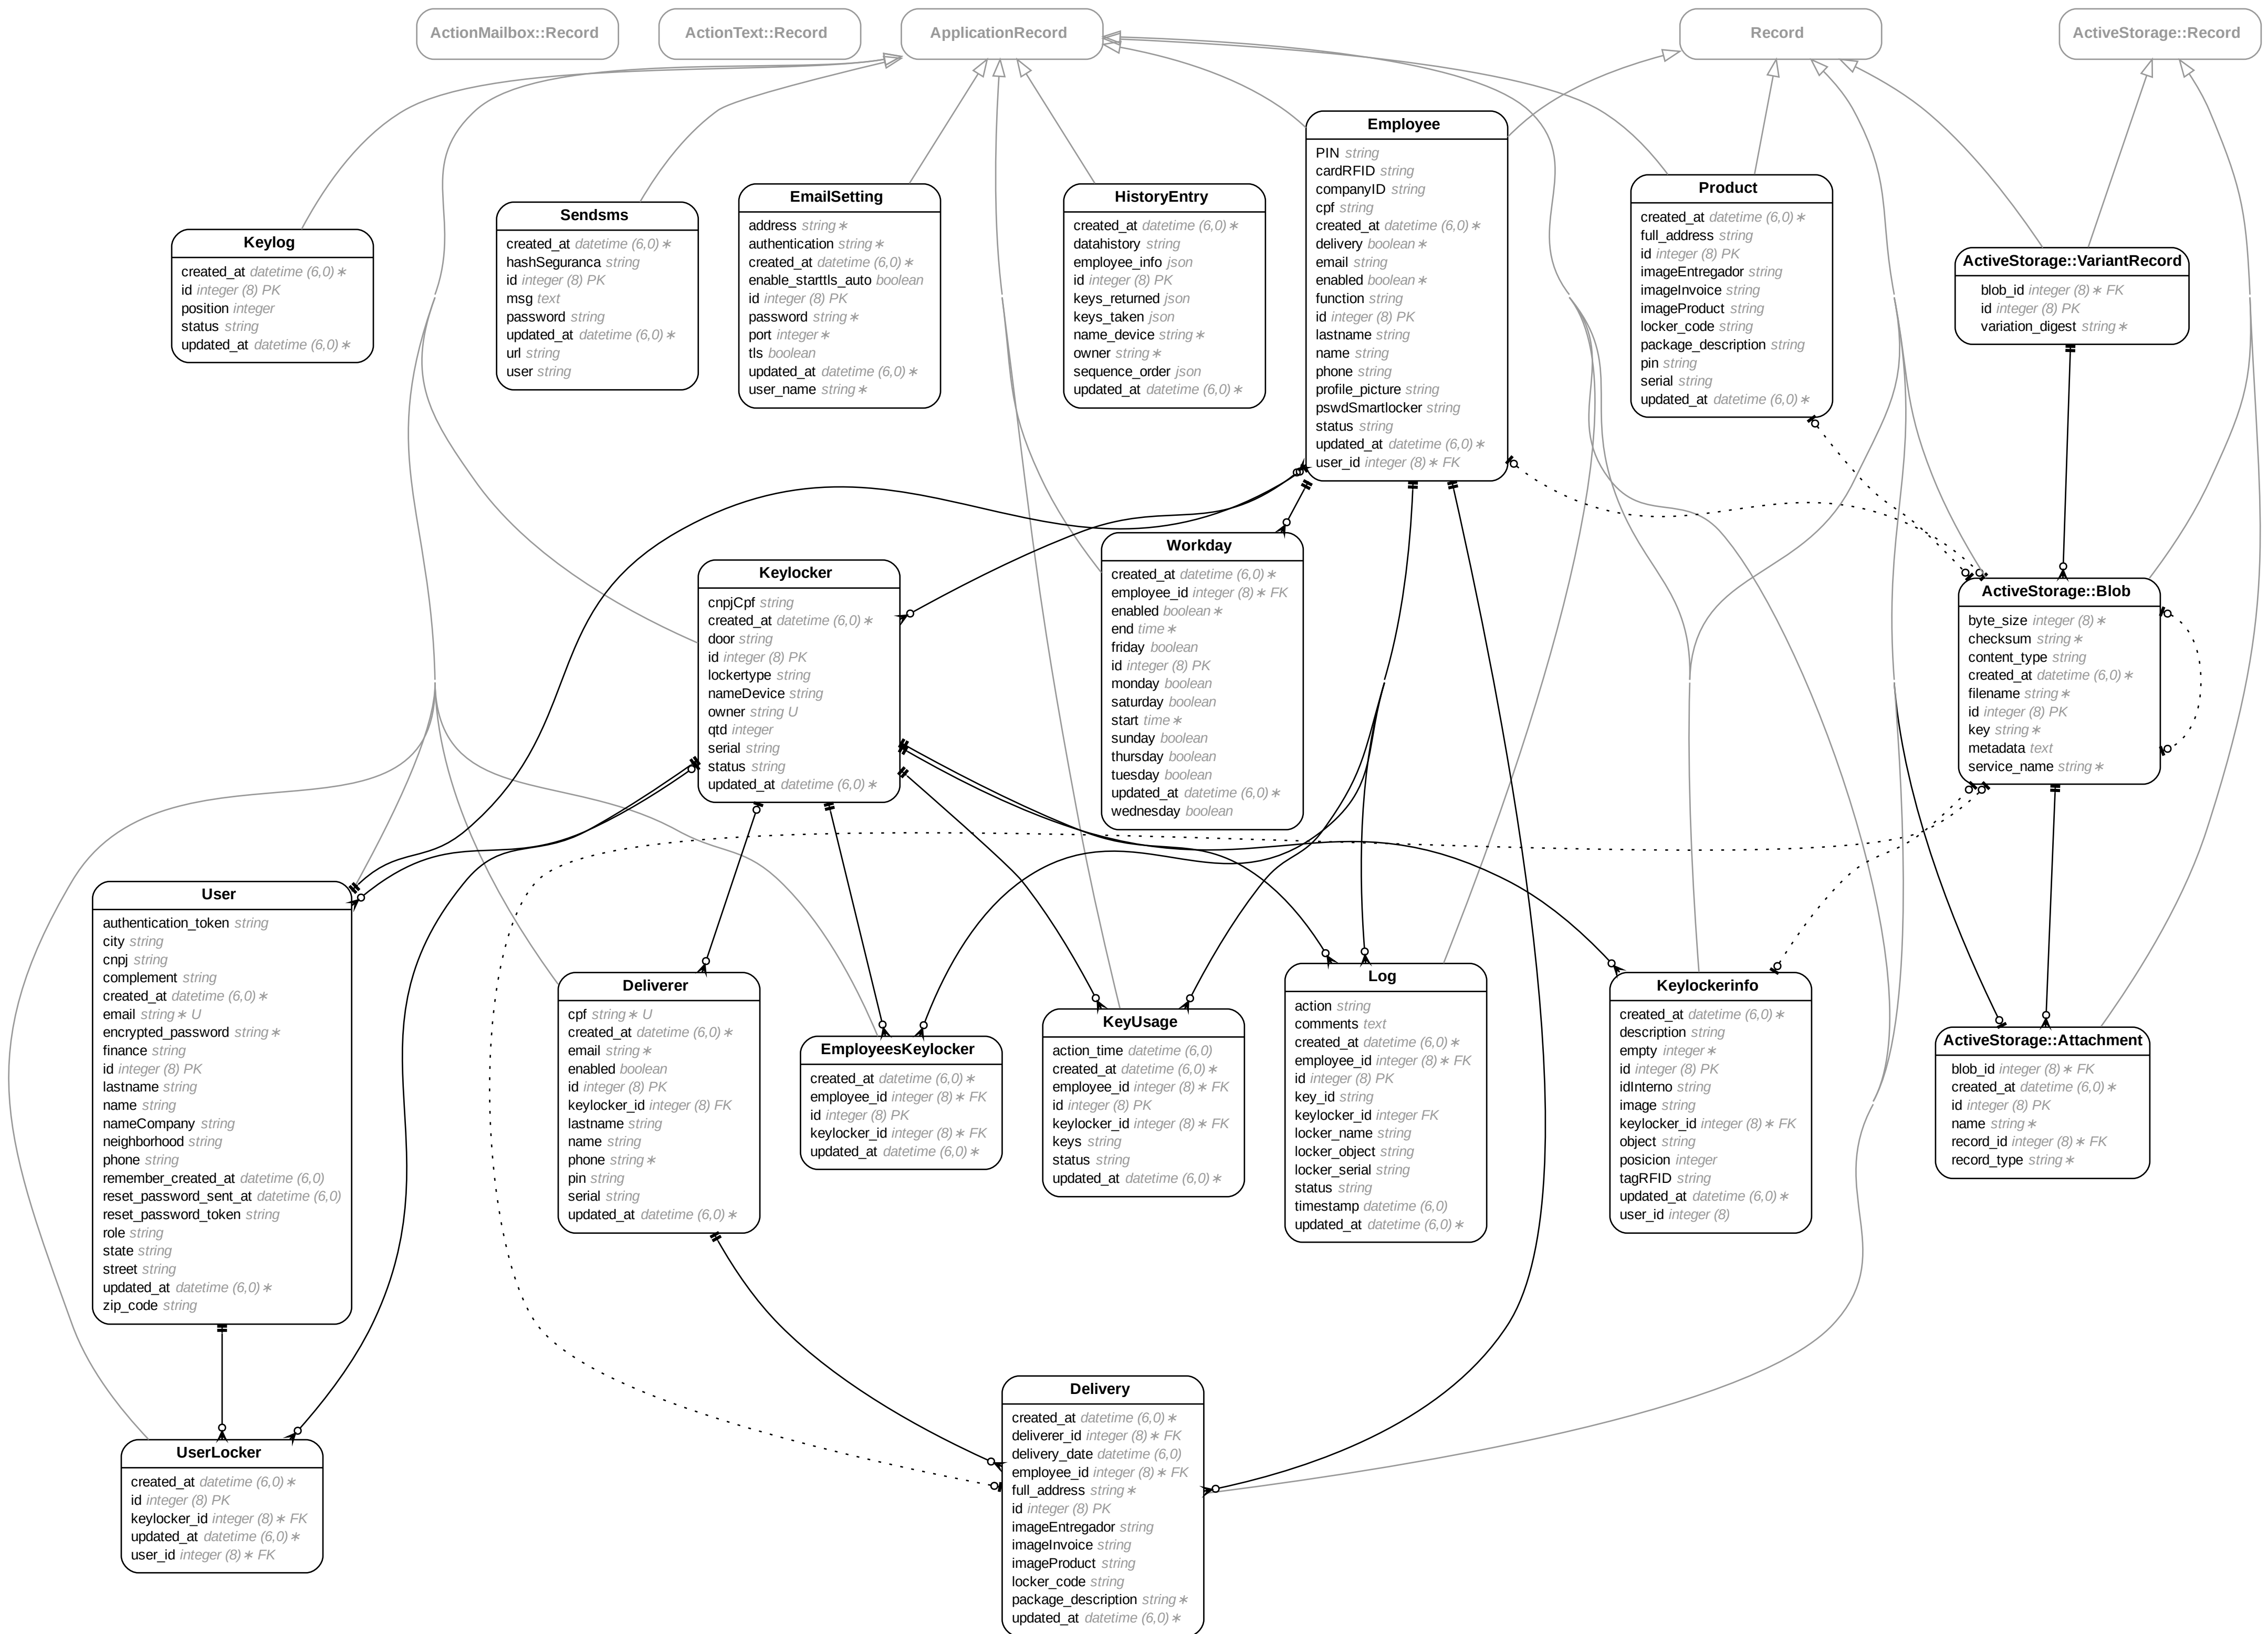 ActionMailbox::Record
ActionText::Record
ApplicationRecord
Record
ActiveStorage::Record
Employee
PIN string
cardRFID string
companyID string
cpf string
created_at datetime (6,0)∗
delivery boolean∗
email string
enabled boolean∗
function string
id integer (8) PK
lastname string
name string
phone string
profile_picture string
pswdSmartlocker string
status string
updated_at datetime (6,0)∗
user_id integer (8)∗ FK
Product
created_at datetime (6,0)∗
full_address string
id integer (8) PK
imageEntregador string
imageInvoice string
imageProduct string
locker_code string
package_description string
pin string
serial string
updated_at datetime (6,0)∗
EmailSetting
address string∗
authentication string∗
created_at datetime (6,0)∗
enable_starttls_auto boolean
id integer (8) PK
password string∗
port integer∗
tls boolean
updated_at datetime (6,0)∗
user_name string∗
HistoryEntry
created_at datetime (6,0)∗
datahistory string
employee_info json
id integer (8) PK
keys_returned json
keys_taken json
name_device string∗
owner string∗
sequence_order json
updated_at datetime (6,0)∗
Sendsms
created_at datetime (6,0)∗
hashSeguranca string
id integer (8) PK
msg text
password string
updated_at datetime (6,0)∗
url string
user string
Keylog
created_at datetime (6,0)∗
id integer (8) PK
position integer
status string
updated_at datetime (6,0)∗
ActiveStorage::VariantRecord
blob_id integer (8)∗ FK
id integer (8) PK
variation_digest string∗
Workday
created_at datetime (6,0)∗
employee_id integer (8)∗ FK
enabled boolean∗
end time∗
friday boolean
id integer (8) PK
monday boolean
saturday boolean
start time∗
sunday boolean
thursday boolean
tuesday boolean
updated_at datetime (6,0)∗
wednesday boolean
Keylocker
cnpjCpf string
created_at datetime (6,0)∗
door string
id integer (8) PK
lockertype string
nameDevice string
owner string U
qtd integer
serial string
status string
updated_at datetime (6,0)∗
ActiveStorage::Blob
byte_size integer (8)∗
checksum string∗
content_type string
created_at datetime (6,0)∗
filename string∗
id integer (8) PK
key string∗
metadata text
service_name string∗
User
authentication_token string
city string
cnpj string
complement string
created_at datetime (6,0)∗
email string∗ U
encrypted_password string∗
finance string
id integer (8) PK
lastname string
name string
nameCompany string
neighborhood string
phone string
remember_created_at datetime (6,0)
reset_password_sent_at datetime (6,0)
reset_password_token string
role string
state string
street string
updated_at datetime (6,0)∗
zip_code string
Deliverer
cpf string∗ U
created_at datetime (6,0)∗
email string∗
enabled boolean
id integer (8) PK
keylocker_id integer (8) FK
lastname string
name string
phone string∗
pin string
serial string
updated_at datetime (6,0)∗
EmployeesKeylocker
created_at datetime (6,0)∗
employee_id integer (8)∗ FK
id integer (8) PK
keylocker_id integer (8)∗ FK
updated_at datetime (6,0)∗
KeyUsage
action_time datetime (6,0)
created_at datetime (6,0)∗
employee_id integer (8)∗ FK
id integer (8) PK
keylocker_id integer (8)∗ FK
keys string
status string
updated_at datetime (6,0)∗
Log
action string
comments text
created_at datetime (6,0)∗
employee_id integer (8)∗ FK
id integer (8) PK
key_id string
keylocker_id integer FK
locker_name string
locker_object string
locker_serial string
status string
timestamp datetime (6,0)
updated_at datetime (6,0)∗
Keylockerinfo
created_at datetime (6,0)∗
description string
empty integer∗
id integer (8) PK
idInterno string
image string
keylocker_id integer (8)∗ FK
object string
posicion integer
tagRFID string
updated_at datetime (6,0)∗
user_id integer (8)
ActiveStorage::Attachment
blob_id integer (8)∗ FK
created_at datetime (6,0)∗
id integer (8) PK
name string∗
record_id integer (8)∗ FK
record_type string∗
UserLocker
created_at datetime (6,0)∗
id integer (8) PK
keylocker_id integer (8)∗ FK
updated_at datetime (6,0)∗
user_id integer (8)∗ FK
Delivery
created_at datetime (6,0)∗
deliverer_id integer (8)∗ FK
delivery_date datetime (6,0)
employee_id integer (8)∗ FK
full_address string∗
id integer (8) PK
imageEntregador string
imageInvoice string
imageProduct string
locker_code string
package_description string∗
updated_at datetime (6,0)∗